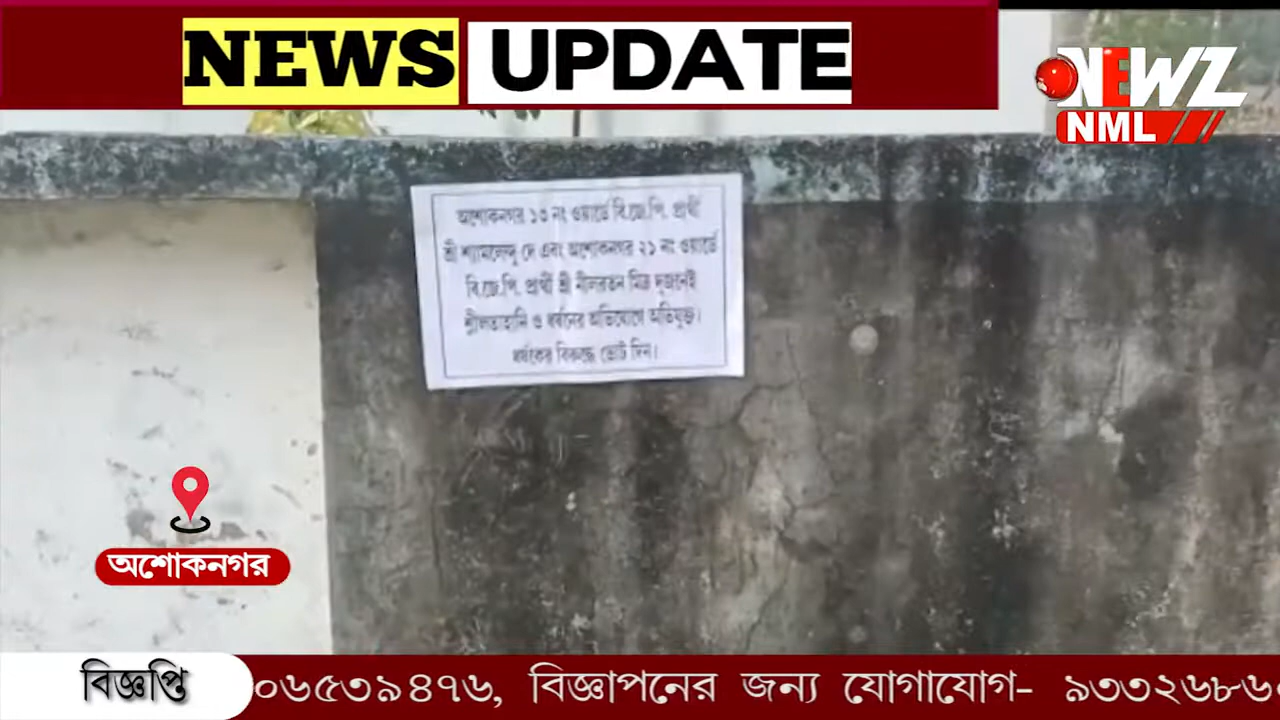 NEWS UPDATE
NEWZ
NML
অশোকনগর ১৩ নং ওয়ার্ডে বি.জে.পি. প্রার্থী
শ্রী শ্যামলেন্দু দে এবং অশোকনগর ২১ নং ওয়ার্ডে
বি.জে.পি. প্রার্থী শ্রী নীলরতন মিত্র দুজনেই
শ্লীলতাহানি ও ধর্ষনের অভিযোগে অভিযুক্ত।
ধর্ষকের বিরুদ্ধে ভোট দিন।
অশোকনগর
বিজ্ঞপ্তি
০৬৫৩৯৪৭৬, বিজ্ঞাপনের জন্য যোগাযোগ- ৯৩৩২৬৮৬